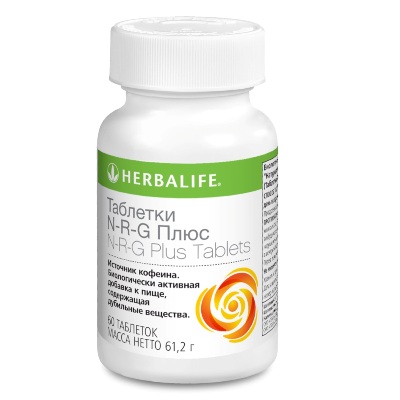 HERBALIFE
Таблетки
N-R-G Плюс
N-R-G Plus Tablets
Источник кофеина.
Биологически активная
добавка к пище,
содержащая
дубильные вещества.
60 ТАБЛЕТОК
МАССА НЕТТО 61,2 г